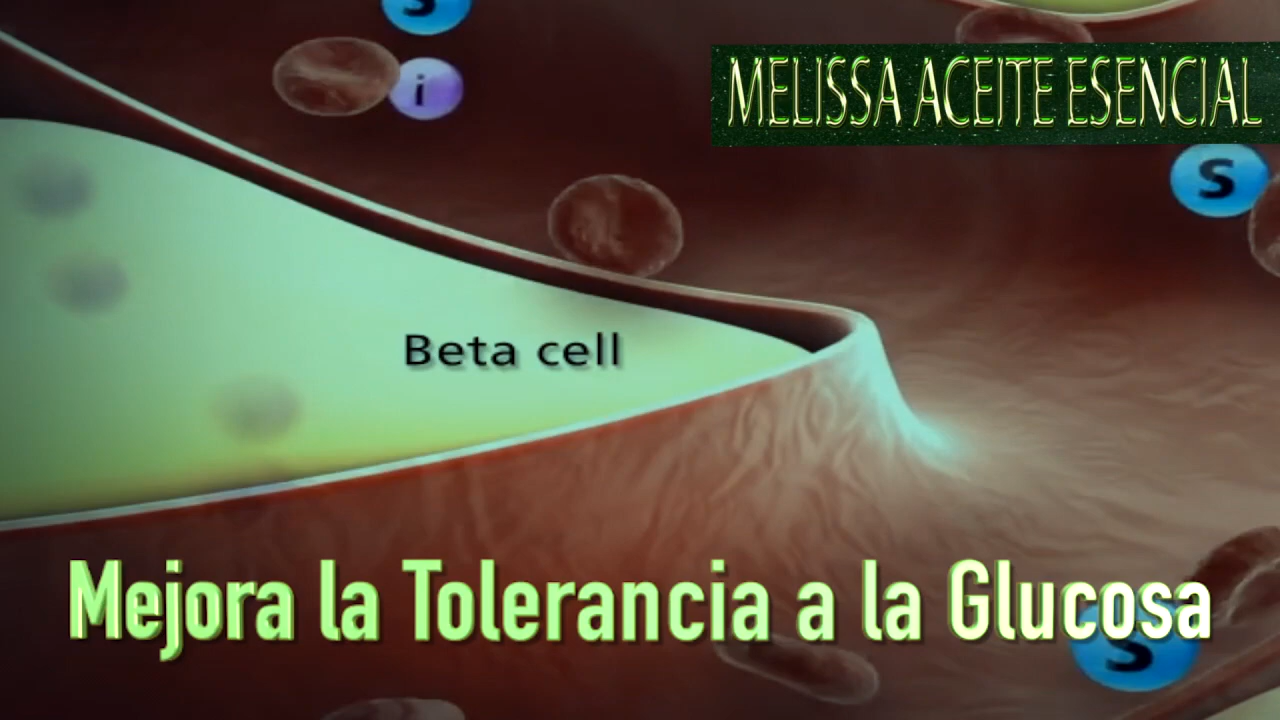 S
i
MELISSA ACEITE ESENCIAL
S
Beta cell
Mejora la Tolerancia a la Glucosa
S